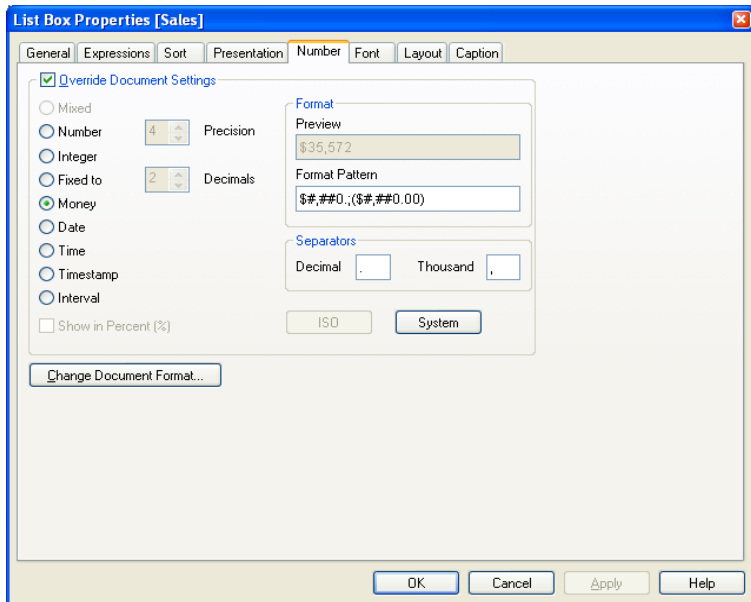 List Box Properties [Sales]
General Expressions Sort Presentation Number Font Layout Caption
Override Document Settings
Mixed
Number 4 Precision
Integer
Fixed to 2 Decimals
Money
Date
Time
Timestamp
Interval
Show in Percent (%)
Format
Preview
$35,572
Format Pattern
$#,##0.;($#,##0.00)
Separators
Decimal . Thousand ,
ISO System
Change Document Format...
OK Cancel Apply Help